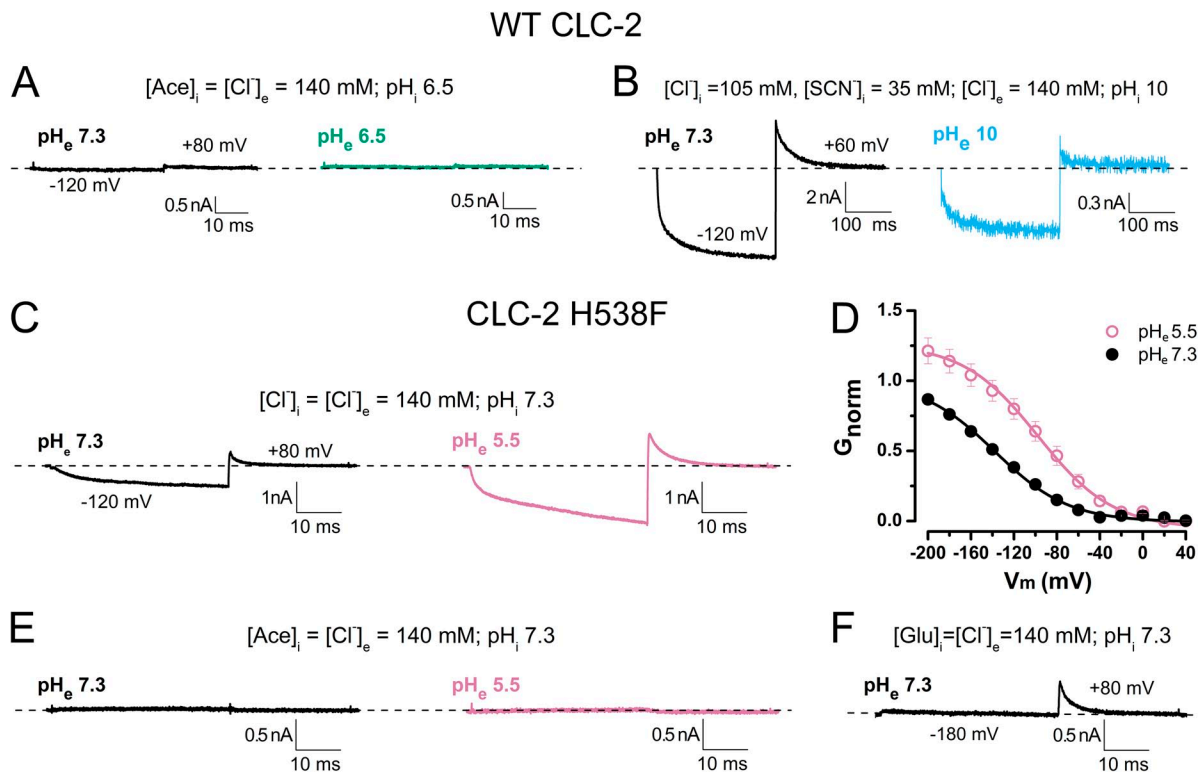 WT CLC-2
A
[Ace]i = [Cl-]e = 140 mM; pHi 6.5
pHe 7.3
+80 mV
-120 mV
0.5 nA
10 ms
pHe 6.5
0.5 nA
10 ms
B
[Cl-]i =105 mM, [SCN-]i = 35 mM; [Cl-]e = 140 mM; pHi 10
pHe 7.3
+60 mV
-120 mV
2 nA
100 ms
pHe 10
0.3 nA
100 ms
CLC-2 H538F
C
[Cl-]i = [Cl-]e = 140 mM; pHi 7.3
pHe 7.3
+80 mV
-120 mV
1nA
10 ms
pHe 5.5
1 nA
10 ms
D
pHe 5.5
pHe 7.3
Gnorm
1.5
1.0
0.5
0.0
-200 -160 -120 -80 -40 0 40
Vm (mV)
E
[Ace]i = [Cl-]e = 140 mM; pHi 7.3
pHe 7.3
0.5 nA
10 ms
pHe 5.5
0.5 nA
10 ms
F
[Glu]i=[Cl-]e=140 mM; pHi 7.3
pHe 7.3
+80 mV
-180 mV
0.5 nA
10 ms